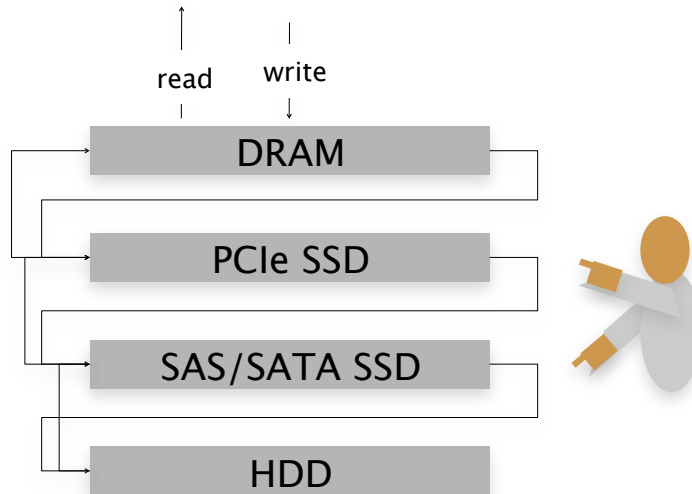 read
write
DRAM
PCIe SSD
SAS/SATA SSD
HDD